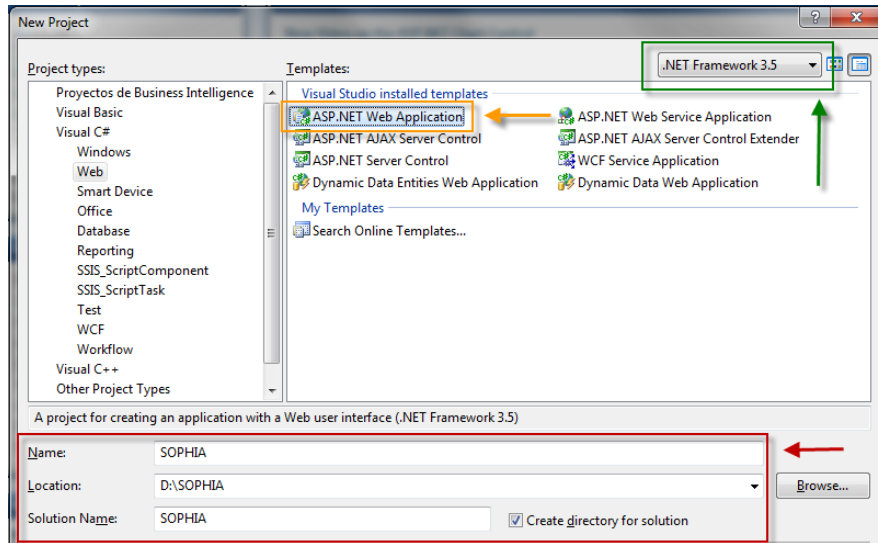 New Project
Project types:
Templates:
.NET Framework 3.5
Proyectos de Business Intelligence
Visual Basic
Visual C#
Windows
Web
Smart Device
Office
Database
Reporting
SSIS_ScriptComponent
SSIS_ScriptTask
Test
WCF
Workflow
Visual C++
Other Project Types
Visual Studio installed templates
ASP.NET Web Application
ASP.NET Web Service Application
ASP.NET AJAX Server Control
ASP.NET AJAX Server Control Extender
ASP.NET Server Control
WCF Service Application
Dynamic Data Entities Web Application
Dynamic Data Web Application
My Templates
Search Online Templates...
A project for creating an application with a Web user interface (.NET Framework 3.5)
Name:
SOPHIA
Location:
D:\SOPHIA
Browse...
Solution Name:
SOPHIA
Create directory for solution